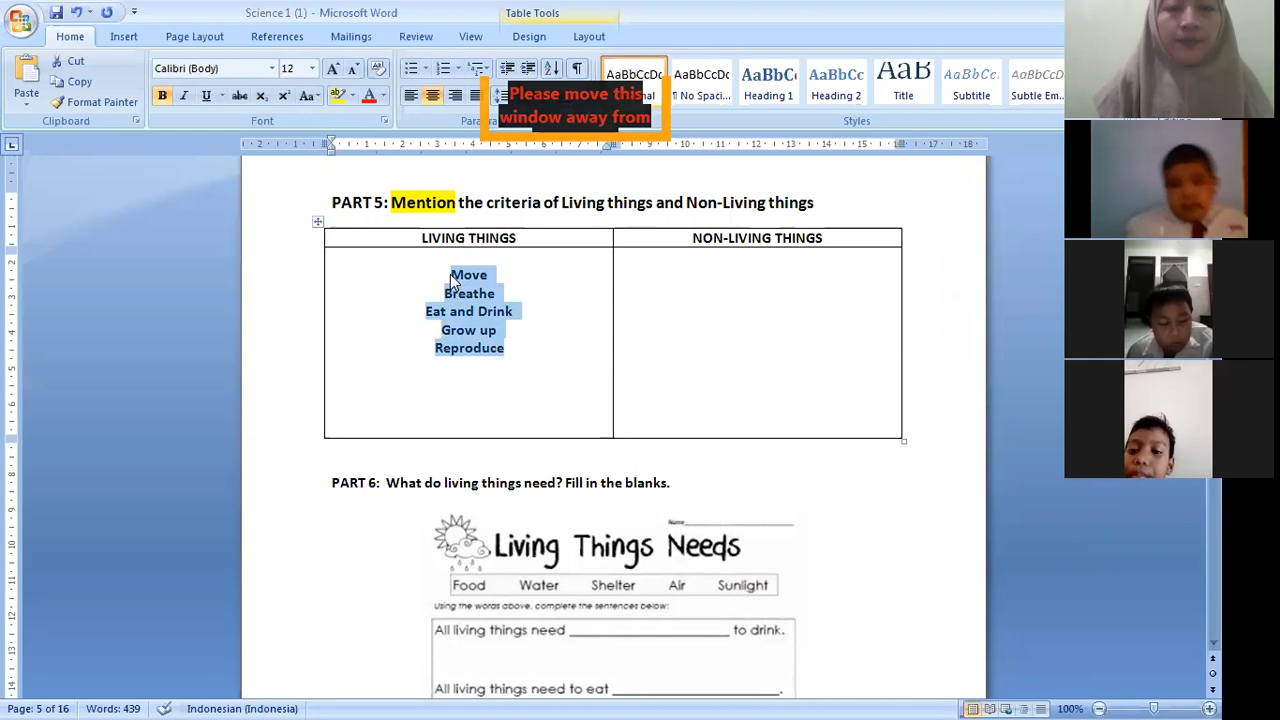 Science 1 (1) - Microsoft Word
Table Tools
Home Insert Page Layout References Mailings Review View Design Layout
Cut
Copy
Format Painter
Paste
Clipboard
Calibri (Body) 12
Font
AaBbCcDc
AaBbCcDc AaBbC AaBbCc AaB AaBbCc. AaBbCcDc
¶ No Spaci... Heading 1 Heading 2 Title Subtitle Subtle Em...
Styles
Please move this
window away from
PART 5: Mention the criteria of Living things and Non-Living things
LIVING THINGS
NON-LIVING THINGS
Move
Breathe
Eat and Drink
Grow up
Reproduce
PART 6: What do living things need? Fill in the blanks.
Name
Living Things Needs
Food Water Shelter Air Sunlight
Using the words above, complete the sentences below:
All living things need ____________ to drink.
All living things need to eat ____________.
Page: 5 of 16
Words: 439
Indonesian (Indonesia)
100%